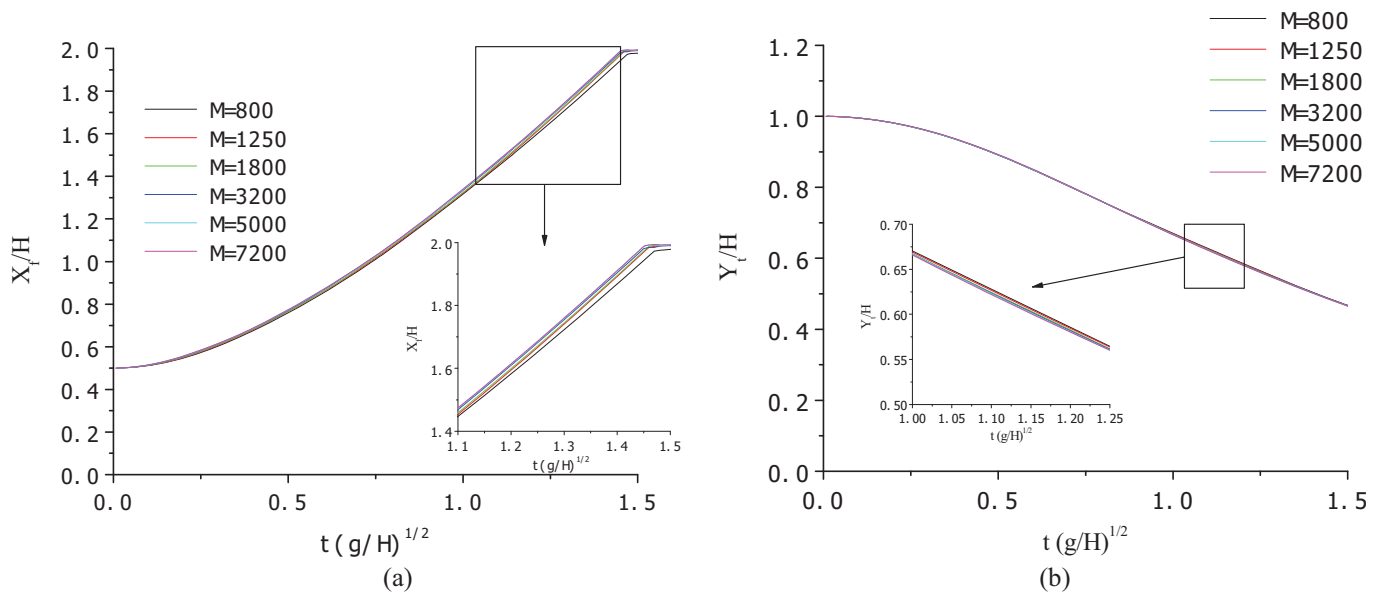 2.0
1.8
1.6
1.4
1.2
1.0
0.8
0.6
0.4
0.2
0.0
X_f/H
M=800
M=1250
M=1800
M=3200
M=5000
M=7200
2.0
1.8
1.6
1.4
X_f/H
1.1 1.2 1.3 1.4 1.5
t(g/H)^1/2
0.0 0.5 1.0 1.5
t(g/H)^1/2
(a)
M=800
M=1250
M=1800
M=3200
M=5000
M=7200
1.2
1.0
0.8
0.6
0.4
0.2
0.0
Y_t/H
0.70
0.65
0.60
0.55
0.50
Y_t/H
1.00 1.05 1.10 1.15 1.20 1.25
t (g/H)^1/2
0.0 0.5 1.0 1.5
t (g/H)^1/2
(b)